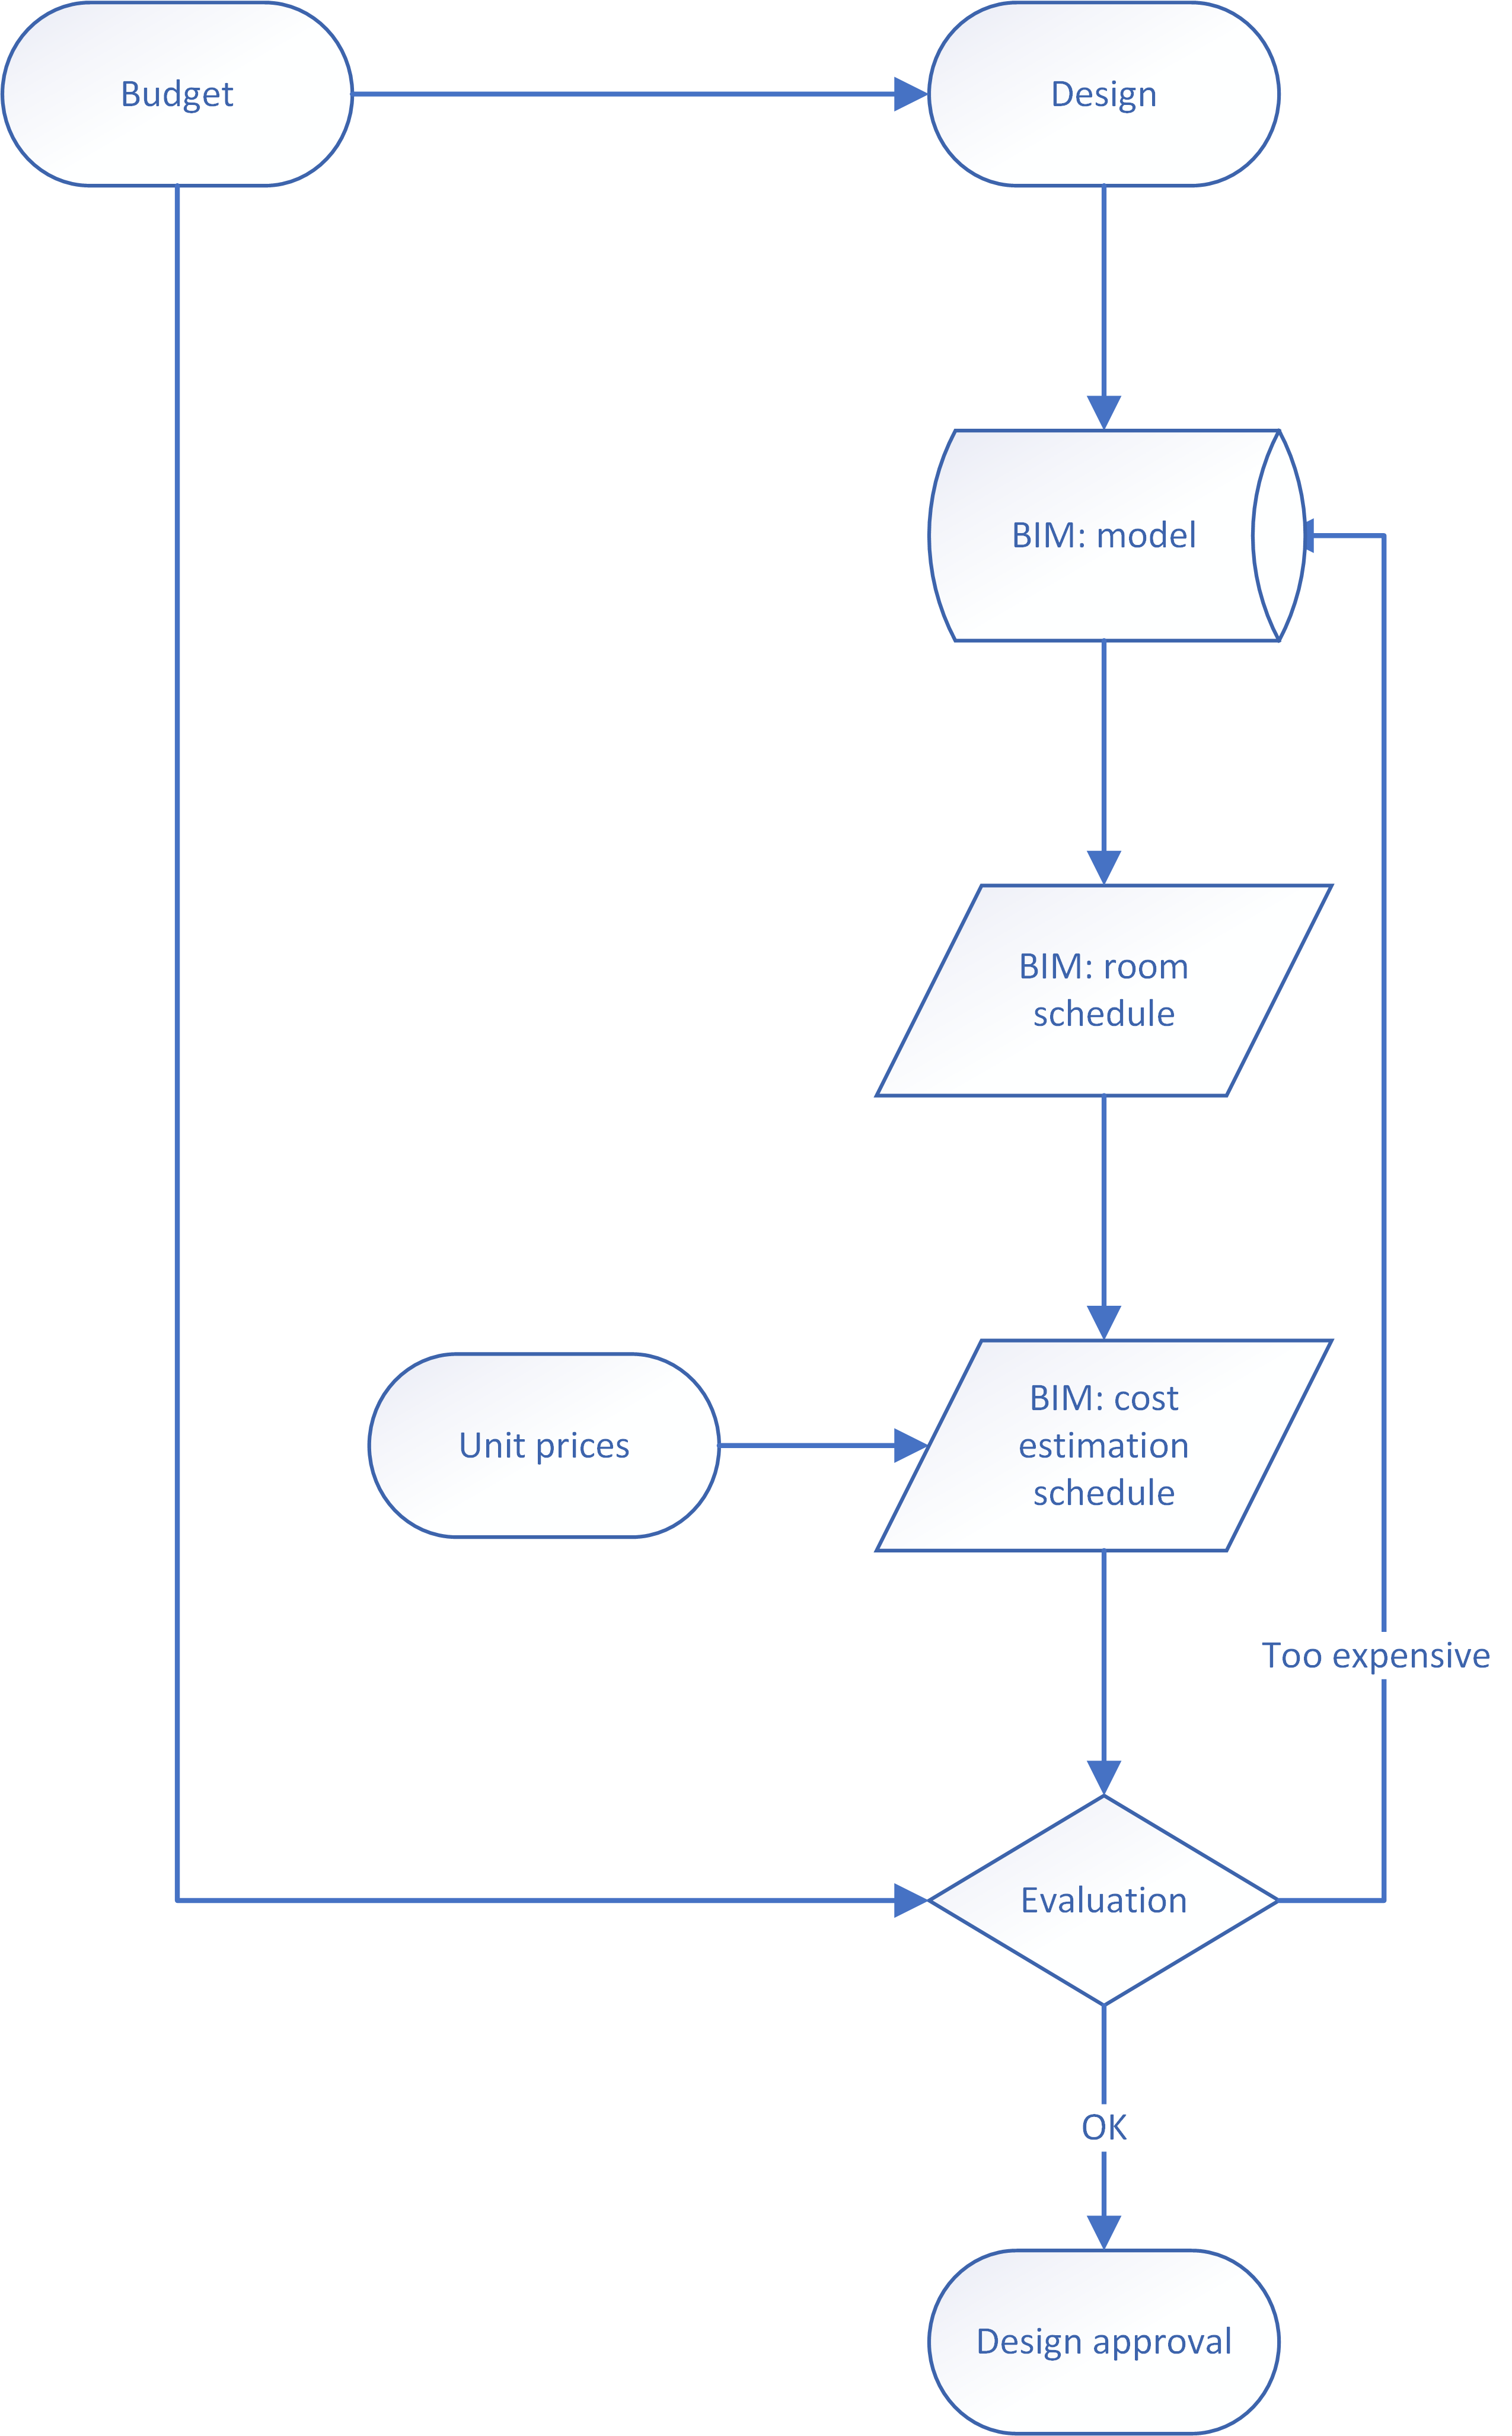 Budget
Design
BIM: model
BIM: room
schedule
Unit prices
BIM: cost
estimation
schedule
Too expensive
Evaluation
OK
Design approval